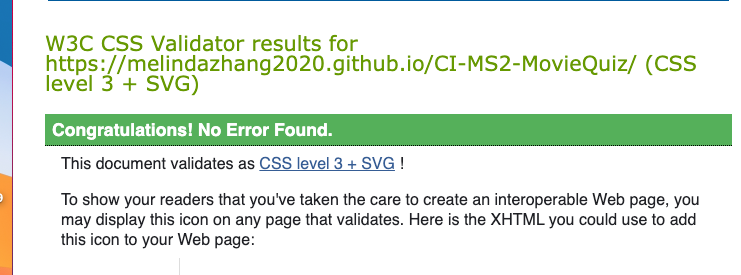 W3C CSS Validator results for
https://melindazhang2020.github.io/CI-MS2-MovieQuiz/ (CSS
level 3 + SVG)
Congratulations! No Error Found.
This document validates as CSS level 3 + SVG !
To show your readers that you've taken the care to create an interoperable Web page, you
may display this icon on any page that validates. Here is the XHTML you could use to add
this icon to your Web page: